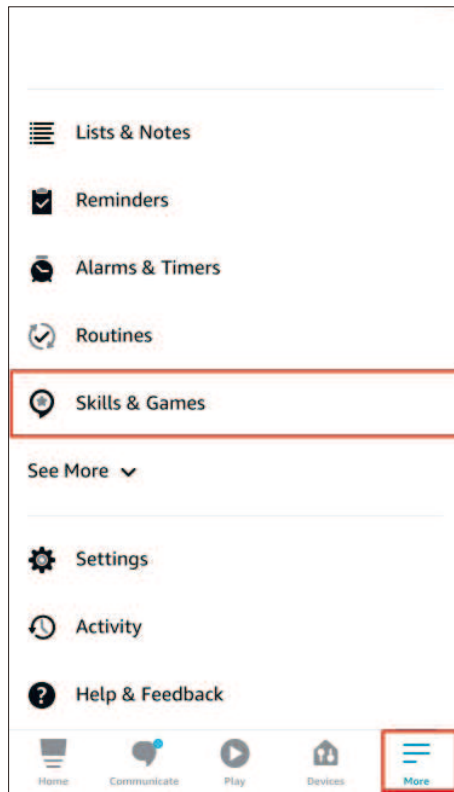 Lists & Notes
Reminders
Alarms & Timers
Routines
Skills & Games
See More
Settings
Activity
Help & Feedback
Home Communicate Play Devices More